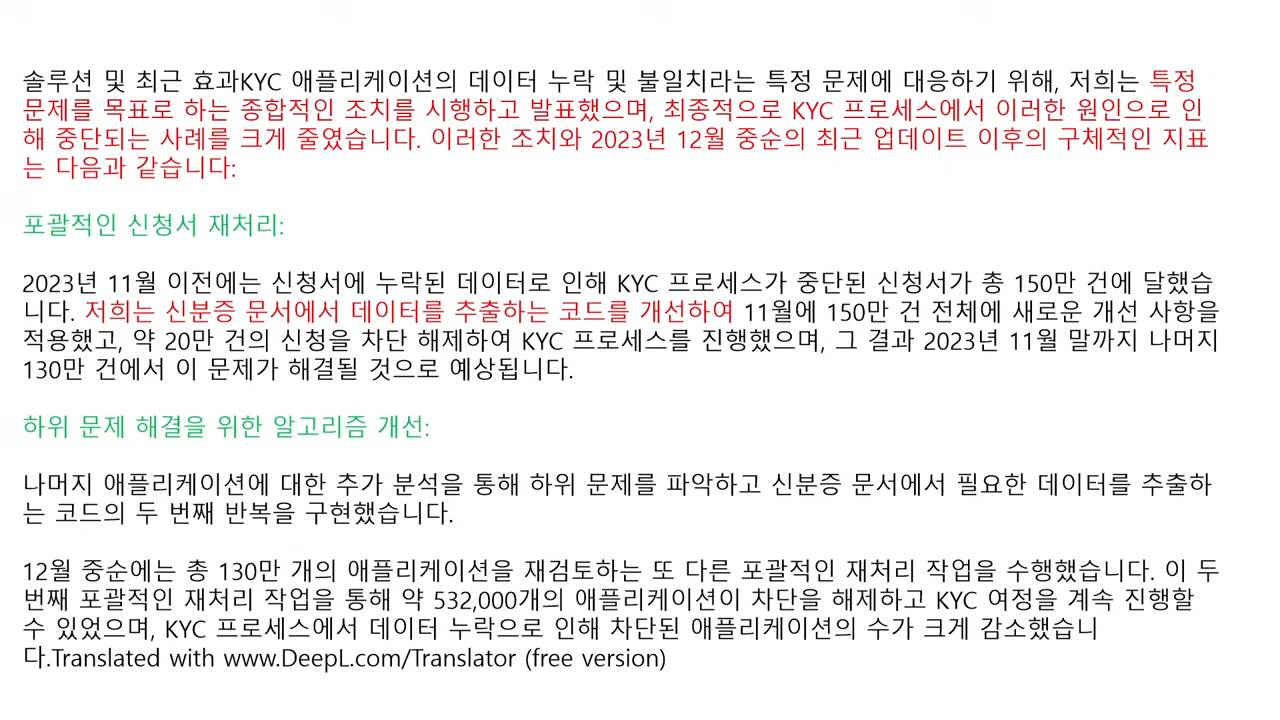 솔루션 및 최근 효과KYC 애플리케이션의 데이터 누락 및 불일치라는 특정 문제에 대응하기 위해, 저희는 특정
문제를 목표로 하는 종합적인 조치를 시행하고 발표했으며, 최종적으로 KYC 프로세스에서 이러한 원인으로 인
해 중단되는 사례를 크게 줄였습니다. 이러한 조치와 2023년 12월 중순의 최근 업데이트 이후의 구체적인 지표
는 다음과 같습니다:
포괄적인 신청서 재처리:
2023년 11월 이전에는 신청서에 누락된 데이터로 인해 KYC 프로세스가 중단된 신청서가 총 150만 건에 달했습
니다. 저희는 신분증 문서에서 데이터를 추출하는 코드를 개선하여 11월에 150만 건 전체에 새로운 개선 사항을
적용했고, 약 20만 건의 신청을 차단 해제하여 KYC 프로세스를 진행했으며, 그 결과 2023년 11월 말까지 나머지
130만 건에서 이 문제가 해결될 것으로 예상됩니다.
하위 문제 해결을 위한 알고리즘 개선:
나머지 애플리케이션에 대한 추가 분석을 통해 하위 문제를 파악하고 신분증 문서에서 필요한 데이터를 추출하
는 코드의 두 번째 반복을 구현했습니다.
12월 중순에는 총 130만 개의 애플리케이션을 재검토하는 또 다른 포괄적인 재처리 작업을 수행했습니다. 이 두
번째 포괄적인 재처리 작업을 통해 약 532,000개의 애플리케이션이 차단을 해제하고 KYC 여정을 계속 진행할
수 있었으며, KYC 프로세스에서 데이터 누락으로 인해 차단된 애플리케이션의 수가 크게 감소했습니
다.Translated with www.DeepL.com/Translator (free version)